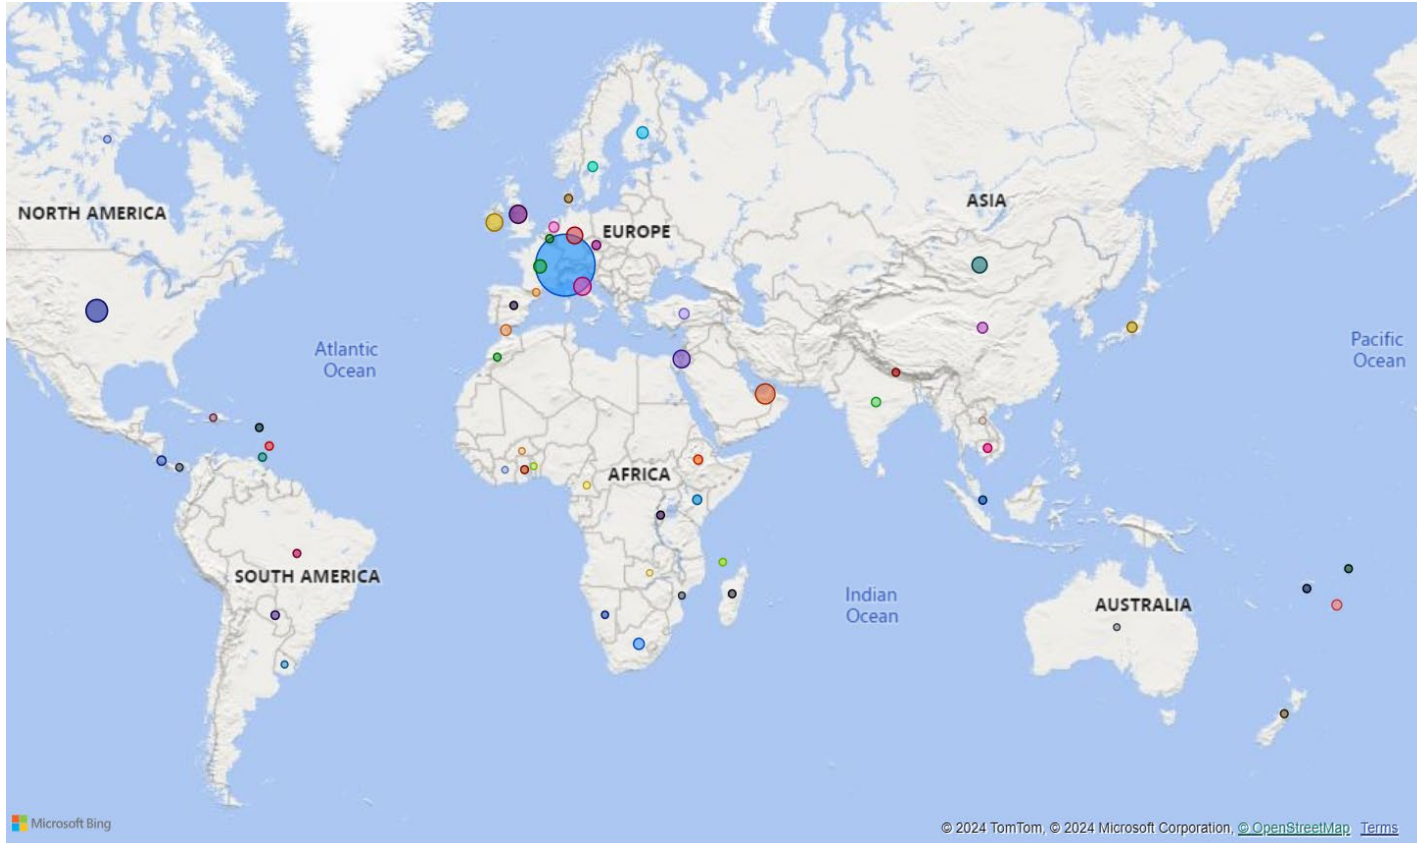 ASIA
NORTH AMERICA
EUROPE
Atlantic
Ocean
Pacific
Ocean
AFRICA
SOUTH AMERICA
Indian
Ocean
AUSTRALIA
Microsoft Bing
© 2024 TomTom, © 2024 Microsoft Corporation, © OpenStreetMap Terms